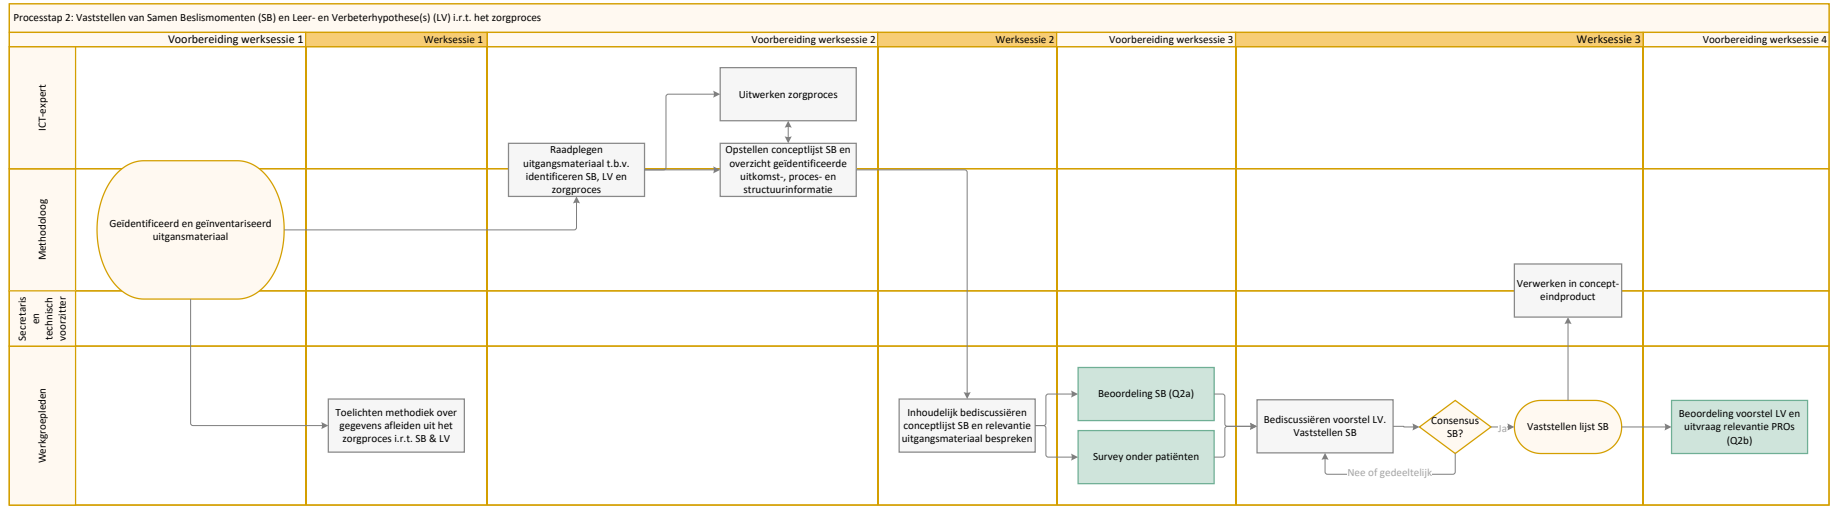 Processtap 2: Vaststellen van Samen Beslismomenten (SB) en Leer- en Verbeterhypothese(s) (LV) i.r.t. het zorgproces
Voorbereiding werksessie 1
Werksessie 1
Voorbereiding werksessie 2
Werksessie 2
Voorbereiding werksessie 3
Werksessie 3
Voorbereiding werksessie 4
ICT-expert
Methodoloog
Secretaris
en
technisch
voorzitter
Werkgroepleden
Geïdentificeerd en geïnventariseerd
uitgansmateriaal
Toelichten methodiek over
gegevens afleiden uit het
zorgproces i.r.t. SB & LV
Raadplegen
uitgangsmateriaal t.b.v.
identificeren SB, LV en
zorgproces
Uitwerken zorgproces
Opstellen conceptlijst SB en
overzicht geïdentificeerde
uitkomst-, proces- en
structuurinformatie
Inhoudelijk bediscussiëren
conceptlijst SB en relevantie
uitgangsmateriaal bespreken
Beoordeling SB (Q2a)
Survey onder patiënten
Bediscussiëren voorstel LV.
Vaststellen SB
Consensus
SB?
Ja
Nee of gedeeltelijk
Vaststellen lijst SB
Verwerken in concept-
eindproduct
Beoordeling voorstel LV en
uitvraag relevantie PROs
(Q2b)